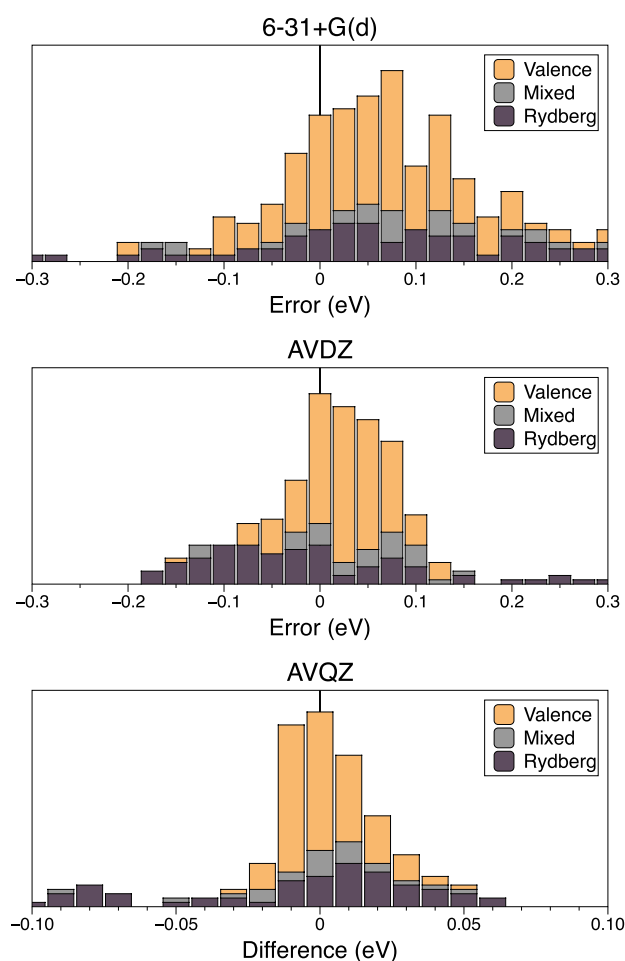 6-31+G(d)
Valence
Mixed
Rydberg
−0.3 −0.2 −0.1 0 0.1 0.2 0.3
Error (eV)
AVDZ
Valence
Mixed
Rydberg
−0.3 −0.2 −0.1 0 0.1 0.2 0.3
Error (eV)
AVQZ
Valence
Mixed
Rydberg
−0.10 −0.05 0 0.05 0.10
Difference (eV)